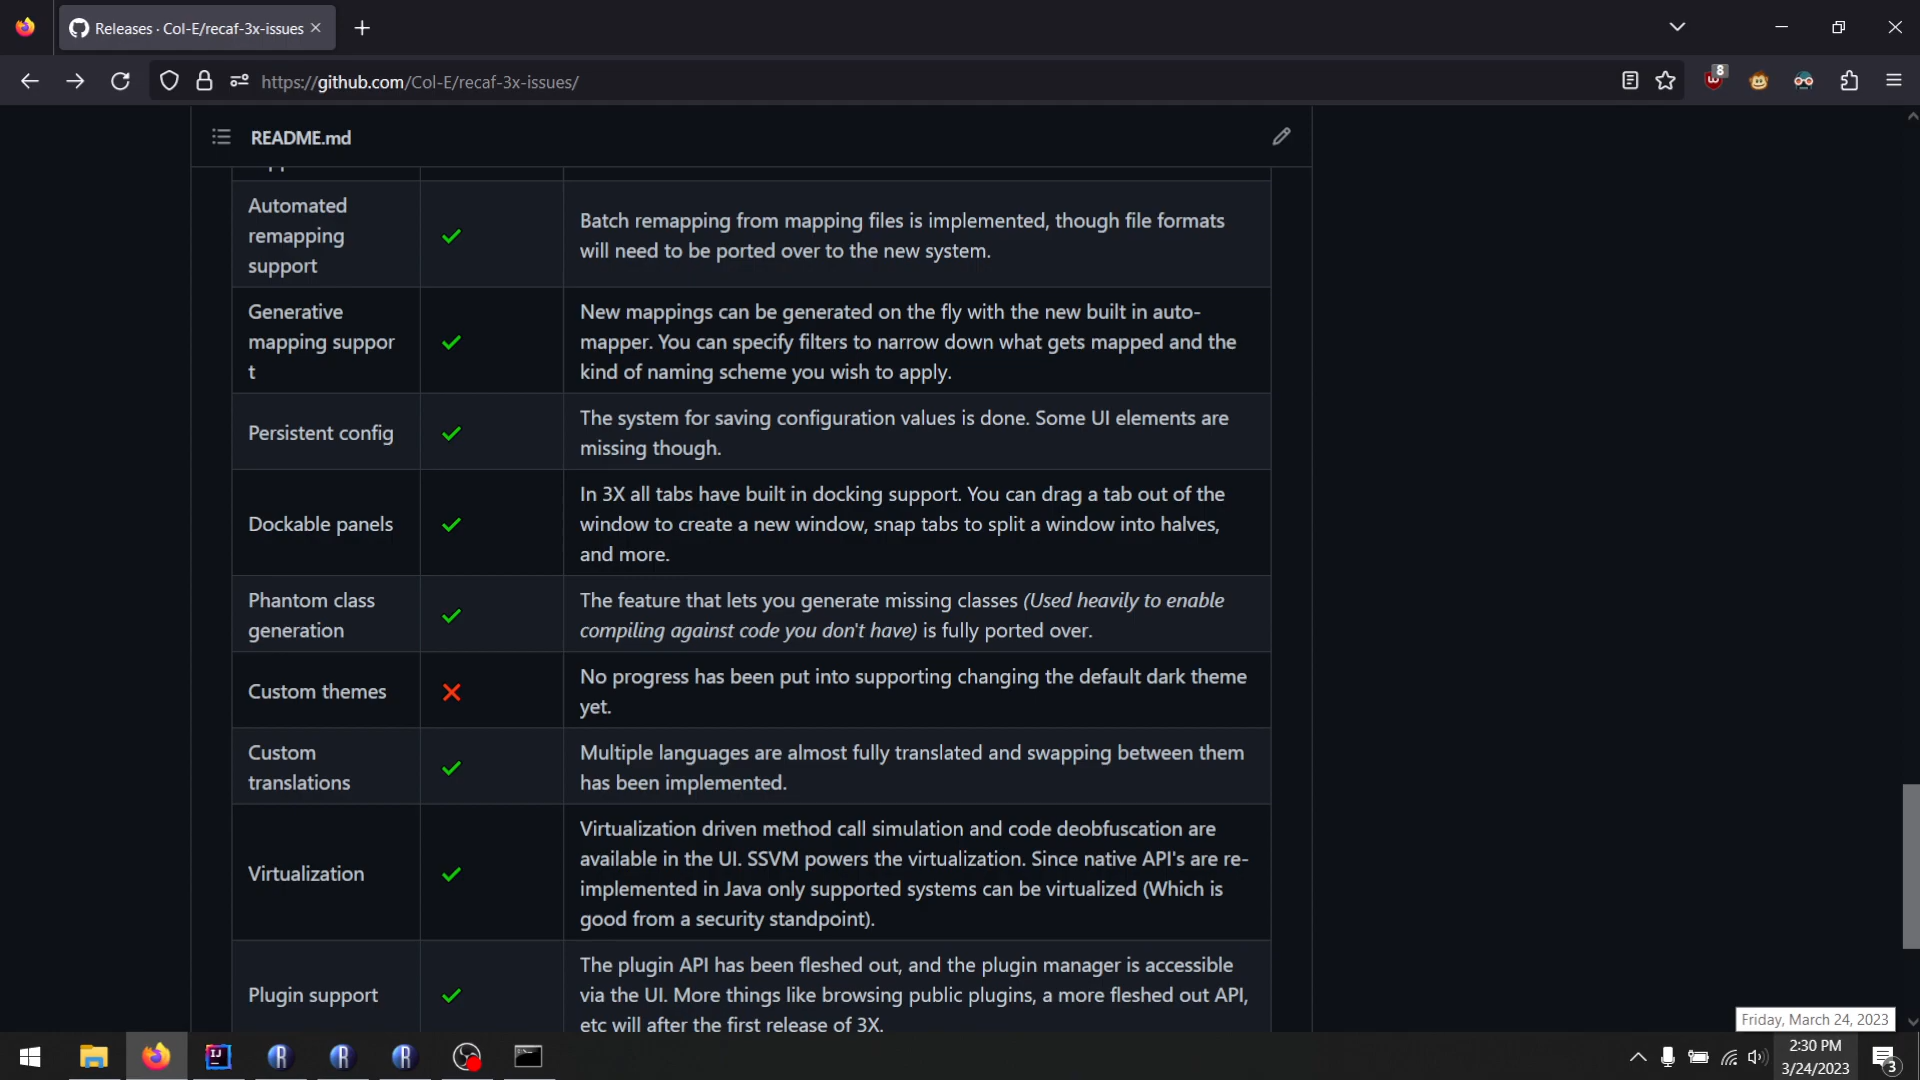 Releases · Col-E/recaf-3x-issues
https://github.com/Col-E/recaf-3x-issues/
8
README.md
Automated
remapping
support
Batch remapping from mapping files is implemented, though file formats
will need to be ported over to the new system.
Generative
mapping suppor
t
New mappings can be generated on the fly with the new built in auto-
mapper. You can specify filters to narrow down what gets mapped and the
kind of naming scheme you wish to apply.
Persistent config
The system for saving configuration values is done. Some UI elements are
missing though.
Dockable panels
In 3X all tabs have built in docking support. You can drag a tab out of the
window to create a new window, snap tabs to split a window into halves,
and more.
Phantom class
generation
The feature that lets you generate missing classes (Used heavily to enable
compiling against code you don't have) is fully ported over.
Custom themes
No progress has been put into supporting changing the default dark theme
yet.
Custom
translations
Multiple languages are almost fully translated and swapping between them
has been implemented.
Virtualization
Virtualization driven method call simulation and code deobfuscation are
available in the UI. SSVM powers the virtualization. Since native API's are re-
implemented in Java only supported systems can be virtualized (Which is
good from a security standpoint).
Plugin support
The plugin API has been fleshed out, and the plugin manager is accessible
via the UI. More things like browsing public plugins, a more fleshed out API,
etc will after the first release of 3X.
Friday, March 24, 2023
IJ
R
R
R
2:30 PM
3/24/2023
3